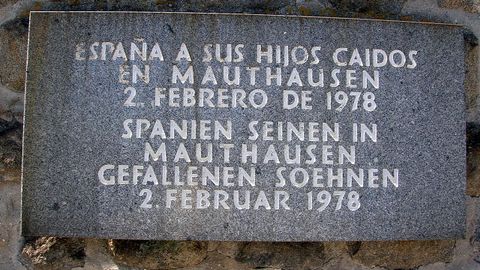 ESPAÑA A SUS HIJOS CAIDOS
EN MAUTHAUSEN
2. FEBRERO DE 1978
SPANIEN SEINEN IN
MAUTHAUSEN
GEFALLENEN SOEHNEN
2. FEBRUAR 1978